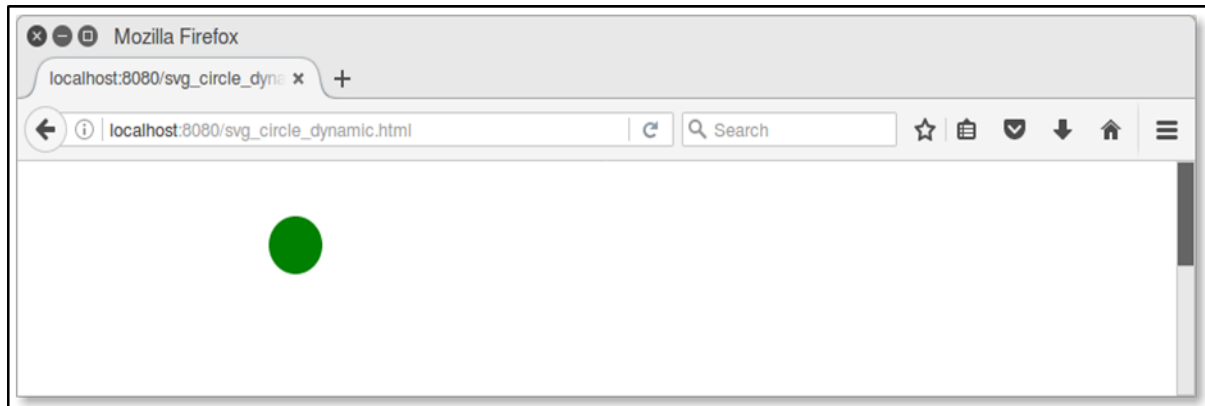 Mozilla Firefox
localhost:8080/svg_circle_dyna
localhost:8080/svg_circle_dynamic.html
Search